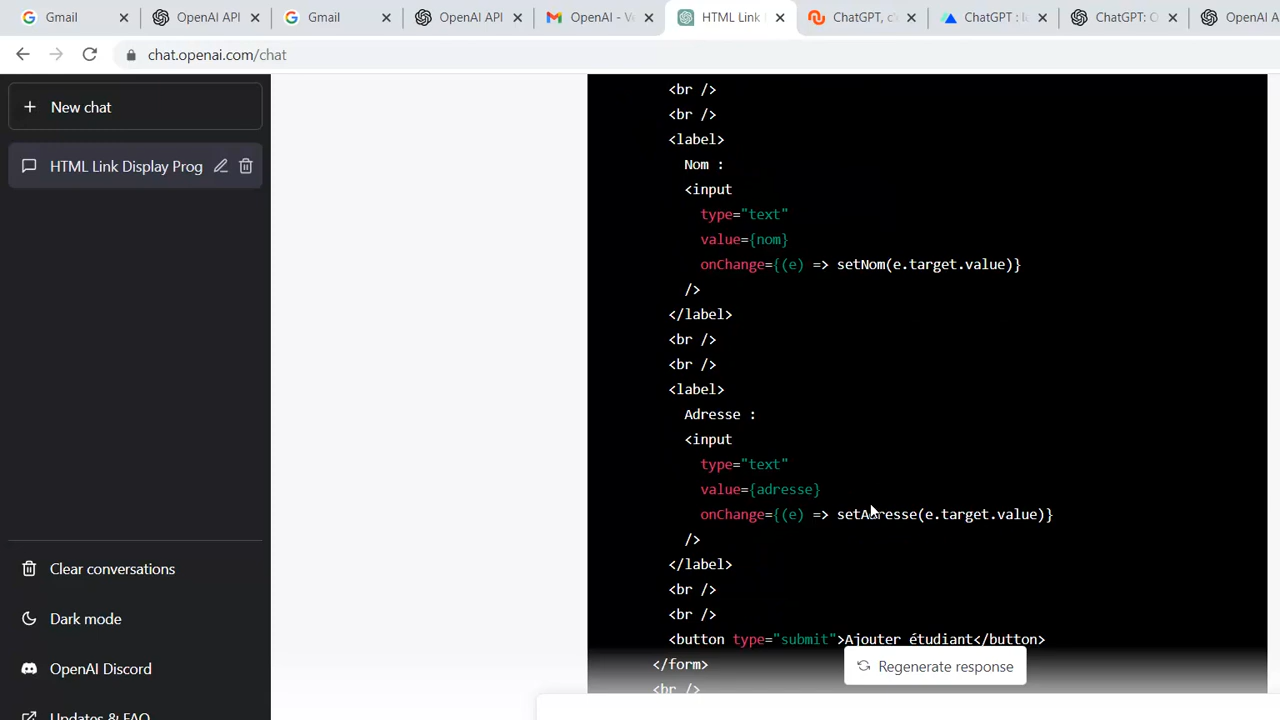 Gmail
OpenAI API
Gmail
OpenAI API
OpenAI - Ve
HTML Link
ChatGPT, c'
ChatGPT : 
ChatGPT: 
OpenAI A
chat.openai.com/chat
New chat
HTML Link Display Prog
Clear conversations
Dark mode
OpenAI Discord
Updates & FAQ
<br />
<br />
<label>
Nom :
<input
type="text"
value={nom}
onChange={(e) => setNom(e.target.value)}
/>
</label>
<br />
<br />
<label>
Adresse :
<input
type="text"
value={adresse}
onChange={(e) => setAdresse(e.target.value)}
/>
</label>
<br />
<br />
<button type="submit">Ajouter étudiant</button>
</form>
<br />
Regenerate response